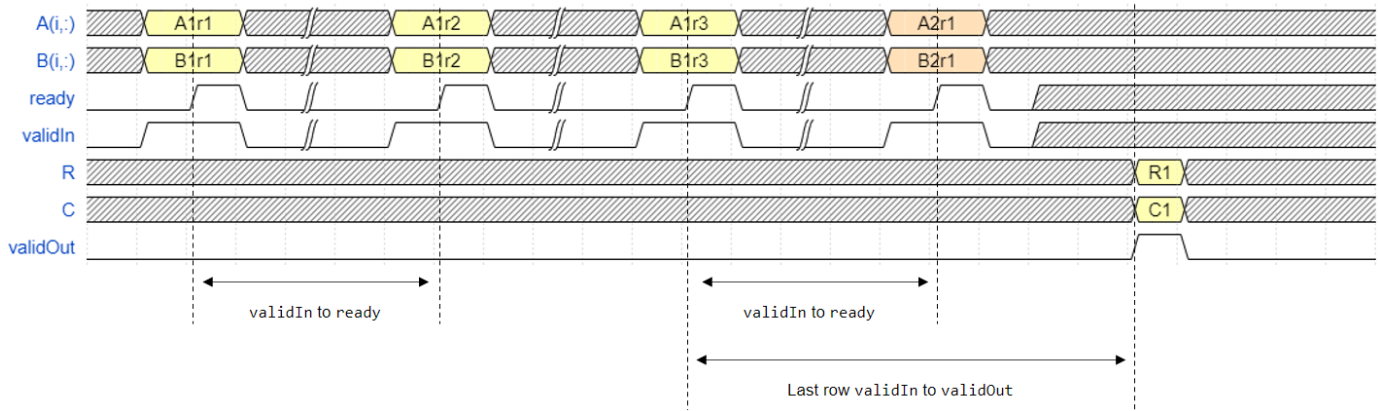 A(i,:) A1r1 A1r2 A1r3 A2r1
B(i,:) B1r1 B1r2 B1r3 B2r1
ready
validIn
R R1
C C1
validOut
validIn to ready validIn to ready
Last row validIn to validOut